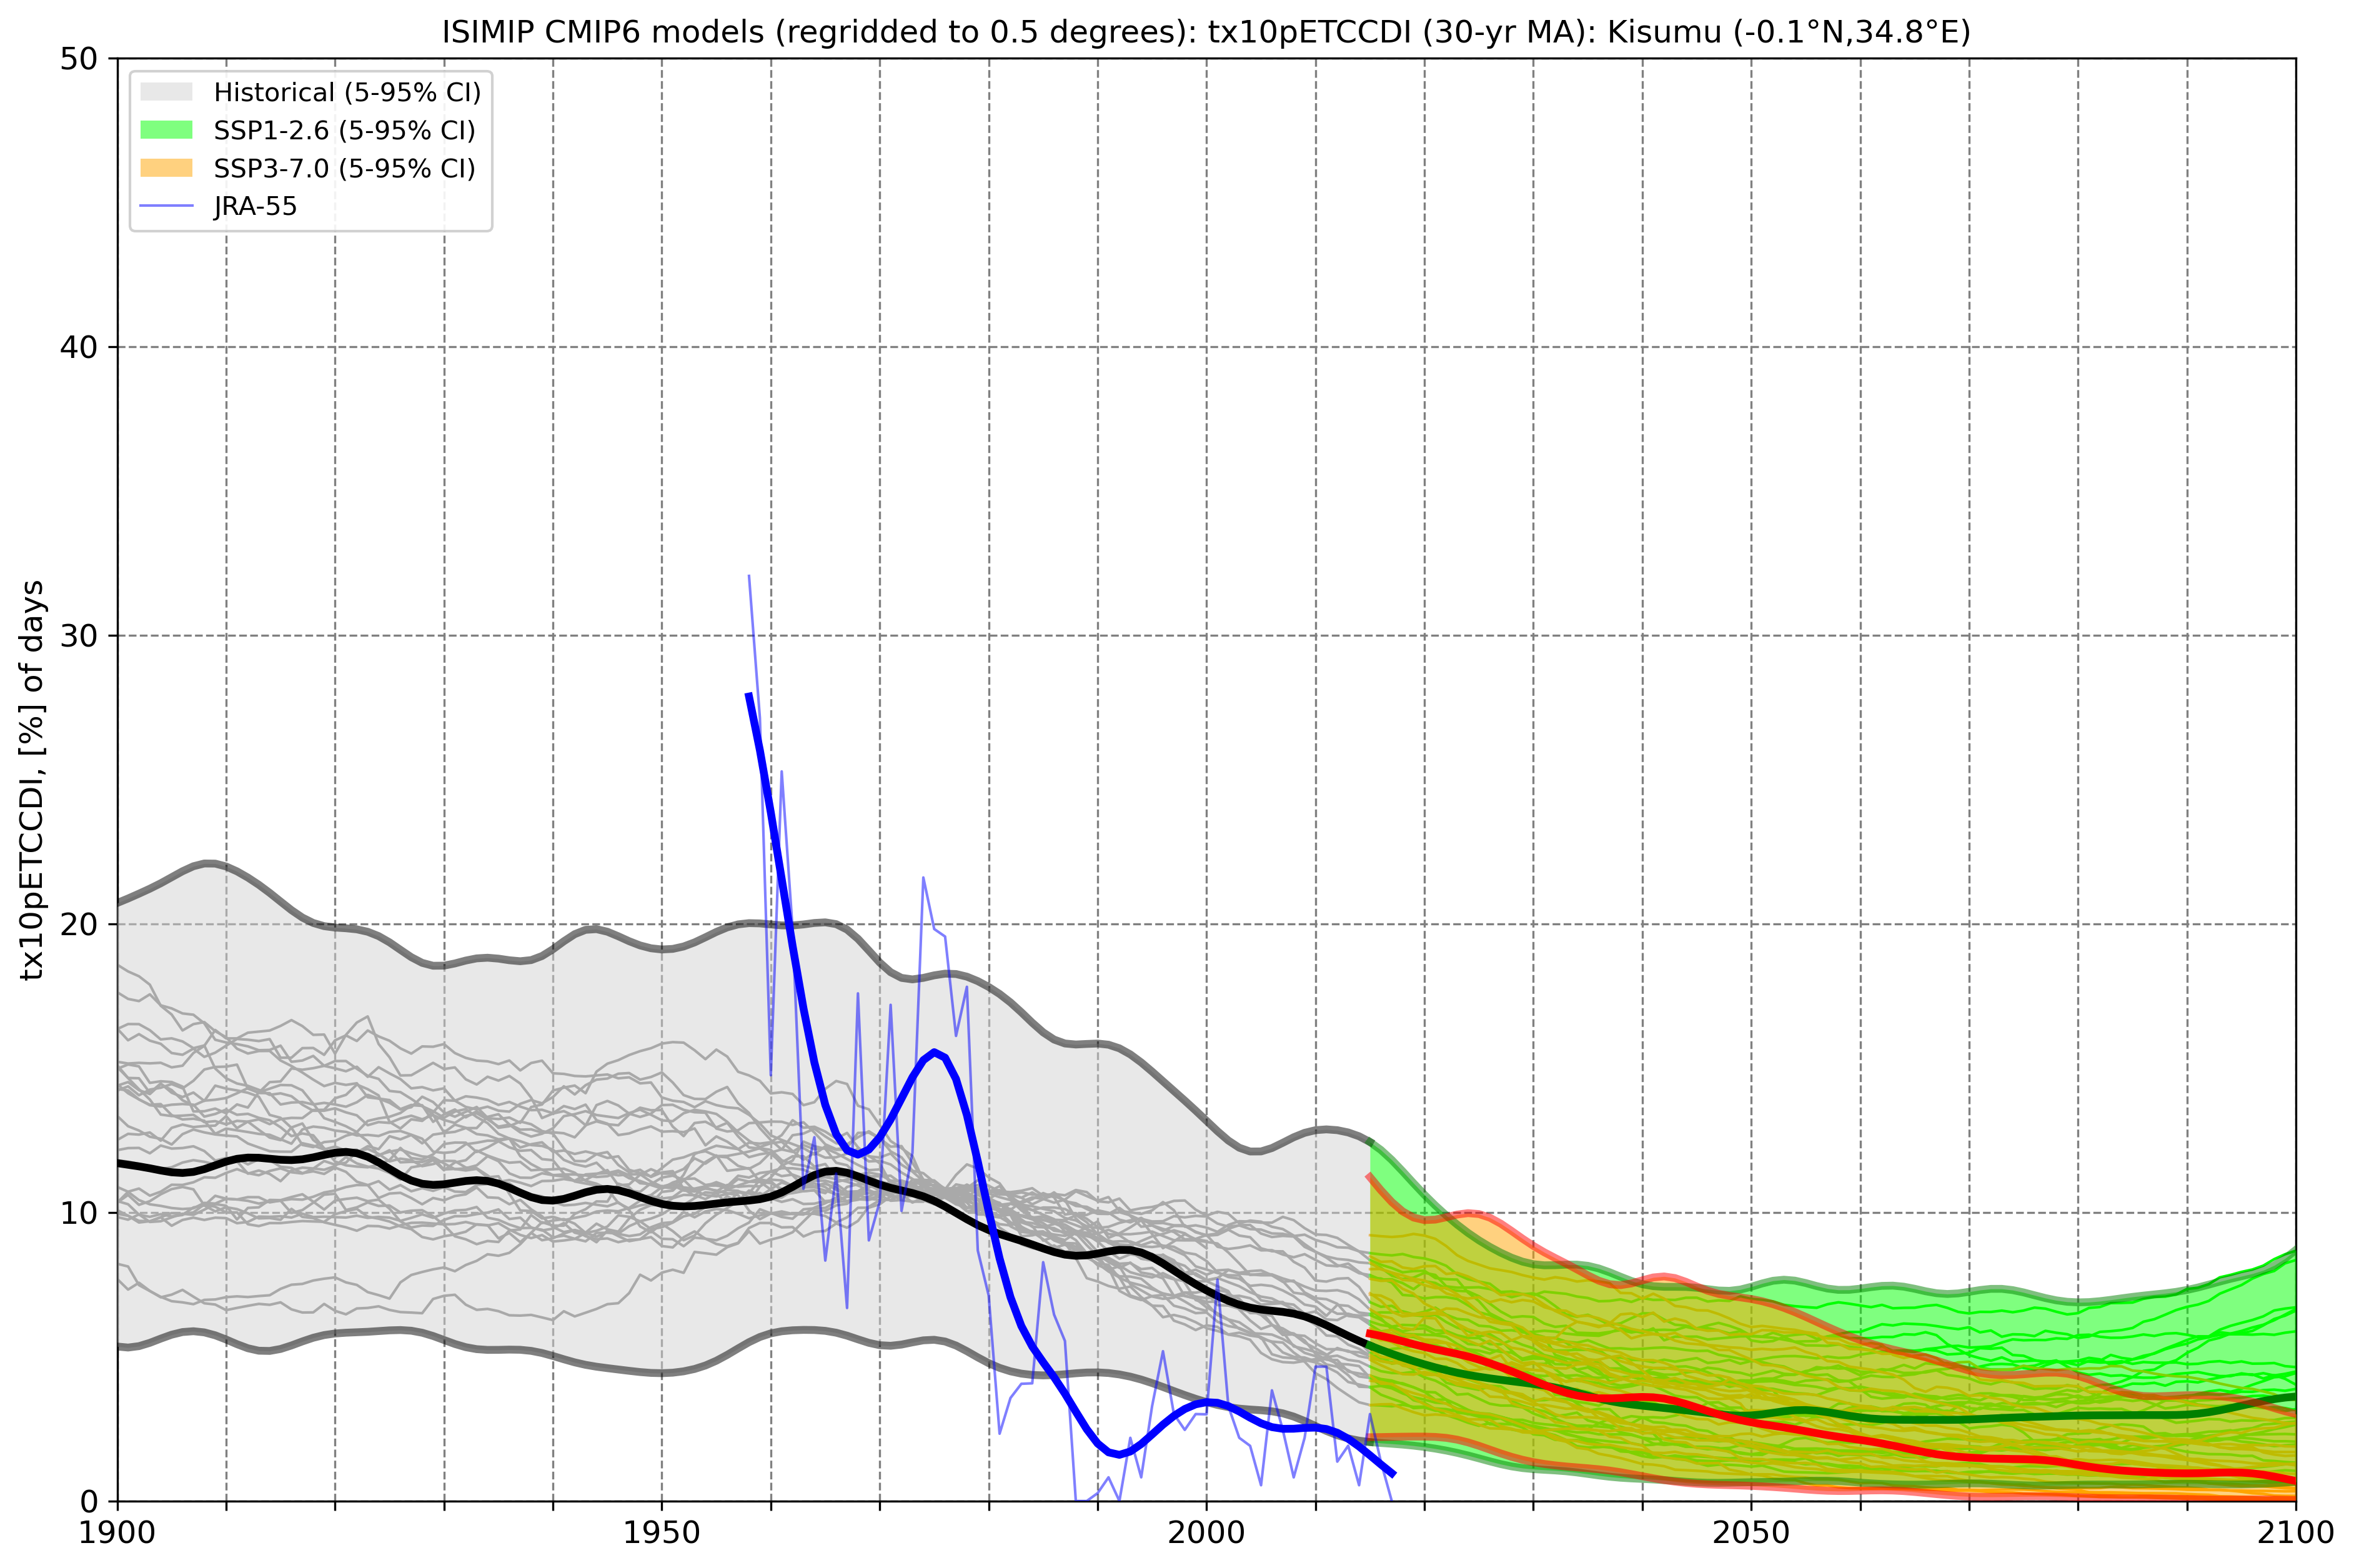 ISIMIP CMIP6 models (regridded to 0.5 degrees): tx10pETCCDI (30-yr MA): Kisumu (-0.1°N,34.8°E)
Historical (5-95% CI)
SSP1-2.6 (5-95% CI)
SSP3-7.0 (5-95% CI)
JRA-55
tx10pETCCDI, [%] of days
50
40
30
20
10
0
1900
1950
2000
2050
2100